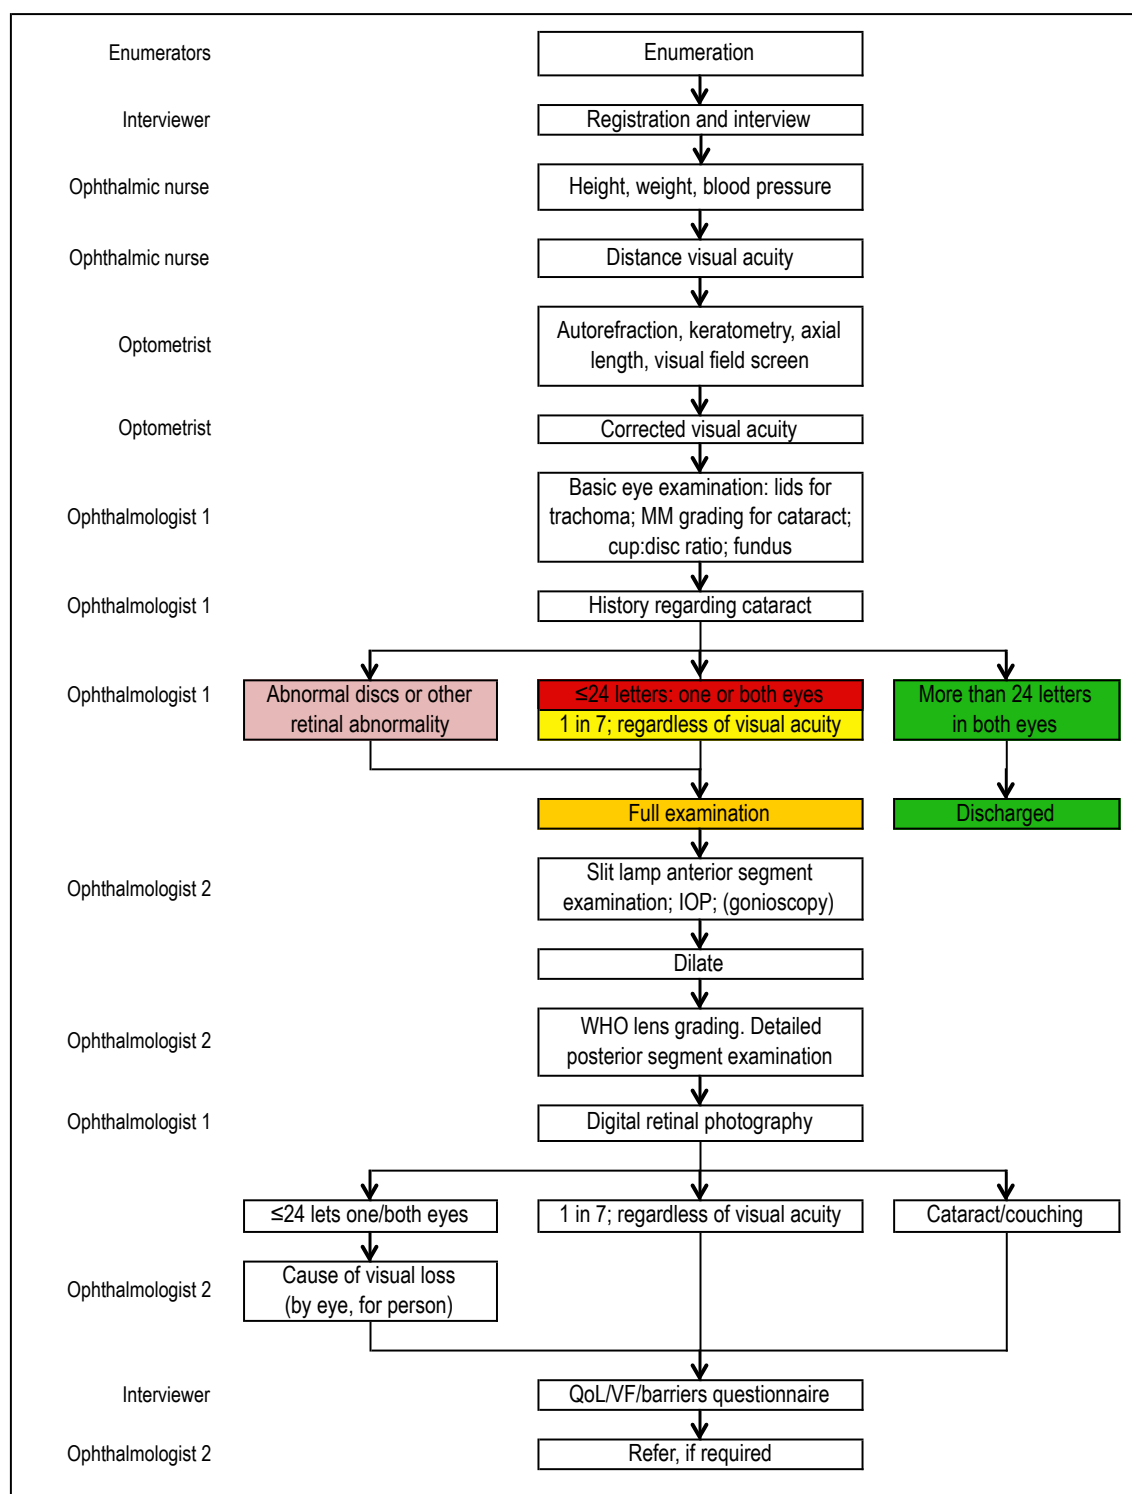 Enumerators
Enumeration
Interviewer
Registration and interview
Ophthalmic nurse
Height, weight, blood pressure
Ophthalmic nurse
Distance visual acuity
Optometrist
Autorefraction, keratometry, axial
length, visual field screen
Optometrist
Corrected visual acuity
Ophthalmologist 1
Basic eye examination: lids for
trachoma; MM grading for cataract;
cup:disc ratio; fundus
Ophthalmologist 1
History regarding cataract
Ophthalmologist 1
Abnormal discs or other
retinal abnormality
≤24 letters: one or both eyes
1 in 7; regardless of visual acuity
More than 24 letters
in both eyes
Full examination
Discharged
Ophthalmologist 2
Slit lamp anterior segment
examination; IOP; (gonioscopy)
Dilate
Ophthalmologist 2
WHO lens grading. Detailed
posterior segment examination
Ophthalmologist 1
Digital retinal photography
≤24 lets one/both eyes
1 in 7; regardless of visual acuity
Cataract/couching
Ophthalmologist 2
Cause of visual loss
(by eye, for person)
Interviewer
QoL/VF/barriers questionnaire
Ophthalmologist 2
Refer, if required